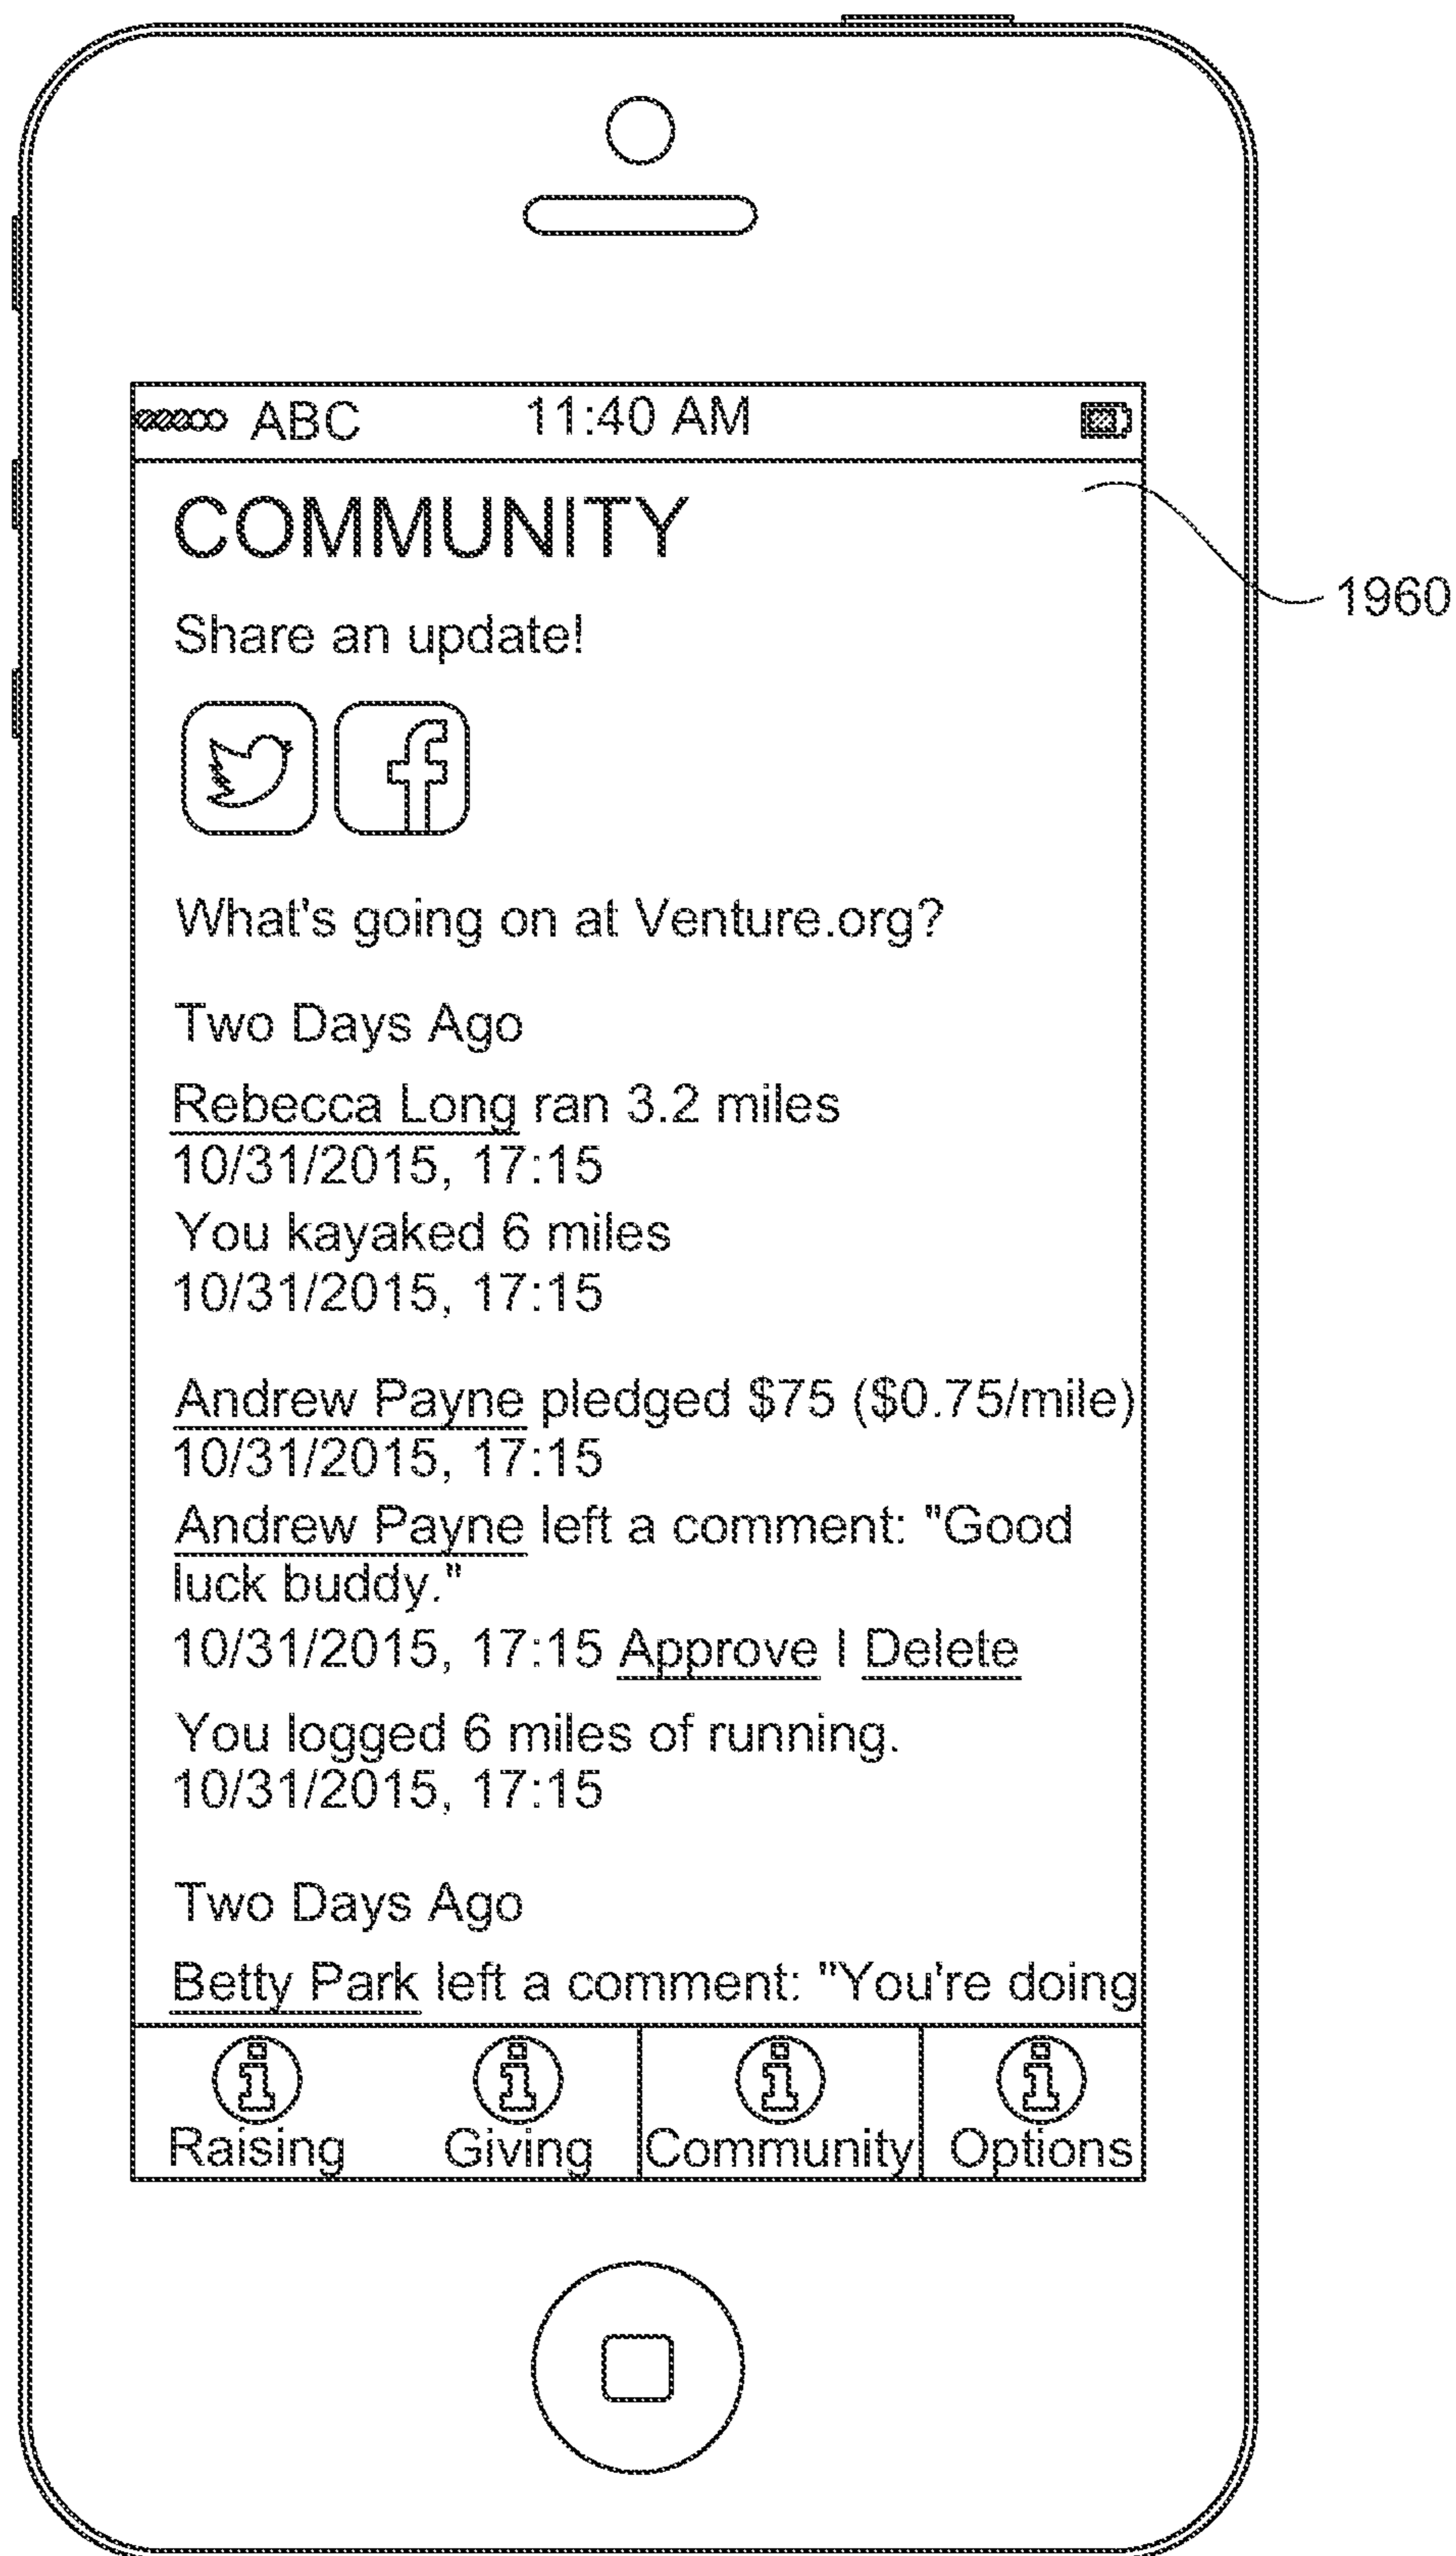 ABC 11:40 AM
COMMUNITY
1960
Share an update!
What's going on at Venture.org?
Two Days Ago
Rebecca Long ran 3.2 miles
10/31/2015, 17:15
You kayaked 6 miles
10/31/2015, 17:15
Andrew Payne pledged $75 ($0.75/mile)
10/31/2015, 17:15
Andrew Payne left a comment: "Good
luck buddy."
10/31/2015, 17:15 Approve | Delete
You logged 6 miles of running.
10/31/2015, 17:15
Two Days Ago
Betty Park left a comment: "You're doing
Raising Giving Community Options